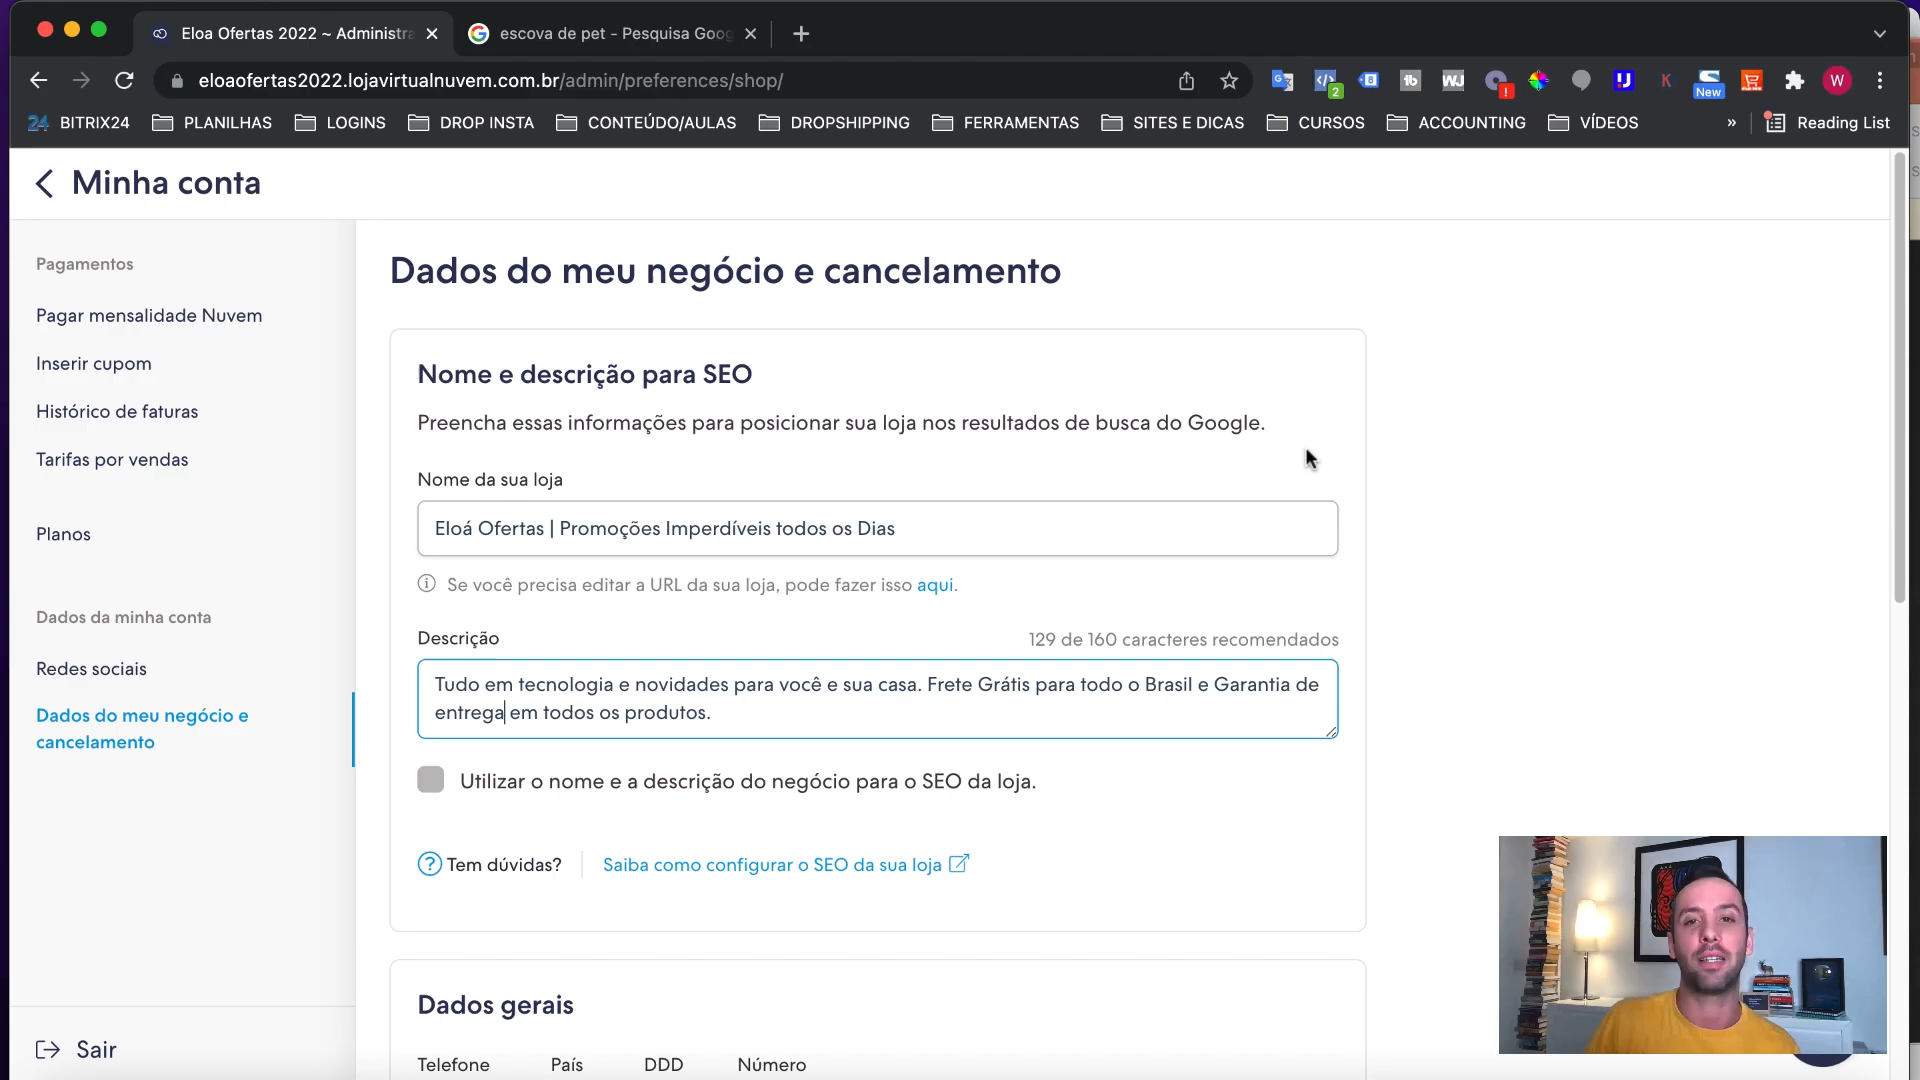 Eloa Ofertas 2022 ~ Administra
escova de pet - Pesquisa Goog
eloaofertas2022.lojavirtualnuvem.com.br/admin/preferences/shop/
2
8
tb
WJ
!
K
New
W
24 BITRIX24
PLANILHAS
LOGINS
DROP INSTA
CONTEÚDO/AULAS
DROPSHIPPING
FERRAMENTAS
SITES E DICAS
CURSOS
ACCOUNTING
VÍDEOS
»
Reading List
Minha conta
Pagamentos
Pagar mensalidade Nuvem
Inserir cupom
Histórico de faturas
Tarifas por vendas
Planos
Dados da minha conta
Redes sociais
Dados do meu negócio e
cancelamento
Sair
Dados do meu negócio e cancelamento
Nome e descrição para SEO
Preencha essas informações para posicionar sua loja nos resultados de busca do Google.
Nome da sua loja
Eloá Ofertas | Promoções Imperdíveis todos os Dias
Se você precisa editar a URL da sua loja, pode fazer isso aqui.
Descrição
129 de 160 caracteres recomendados
Tudo em tecnologia e novidades para você e sua casa. Frete Grátis para todo o Brasil e Garantia de
entrega em todos os produtos.
Utilizar o nome e a descrição do negócio para o SEO da loja.
Tem dúvidas?
Saiba como configurar o SEO da sua loja
Dados gerais
Telefone
País
DDD
Número